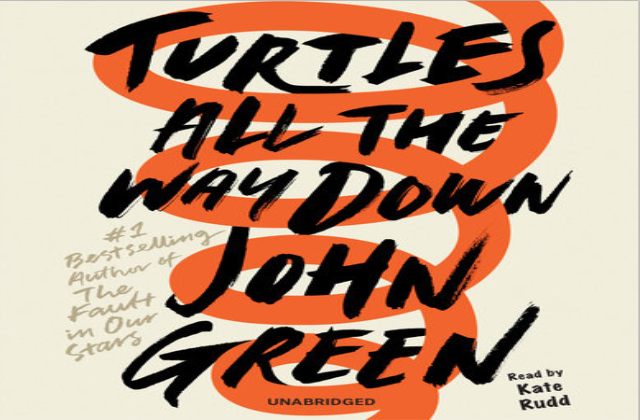 TURTLES
ALL THE
WAY DOWN
JOHN
GREEN
#1
Bestselling
Author of
The
Fault
in Our
Stars
Read by
Kate
Rudd
UNABRIDGED